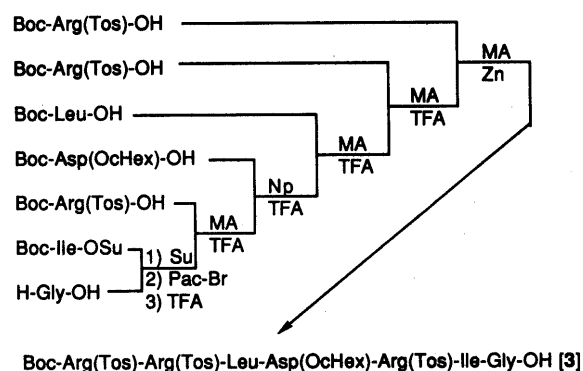 Boc-Arg(Tos)-OH
MA
Zn
Boc-Arg(Tos)-OH
MA
TFA
Boc-Leu-OH
MA
TFA
Boc-Asp(OcHex)-OH
Np
TFA
Boc-Arg(Tos)-OH
MA
TFA
Boc-Ile-OSu
1) Su
2) Pac-Br
3) TFA
H-Gly-OH
Boc-Arg(Tos)-Arg(Tos)-Leu-Asp(OcHex)-Arg(Tos)-Ile-Gly-OH [3]